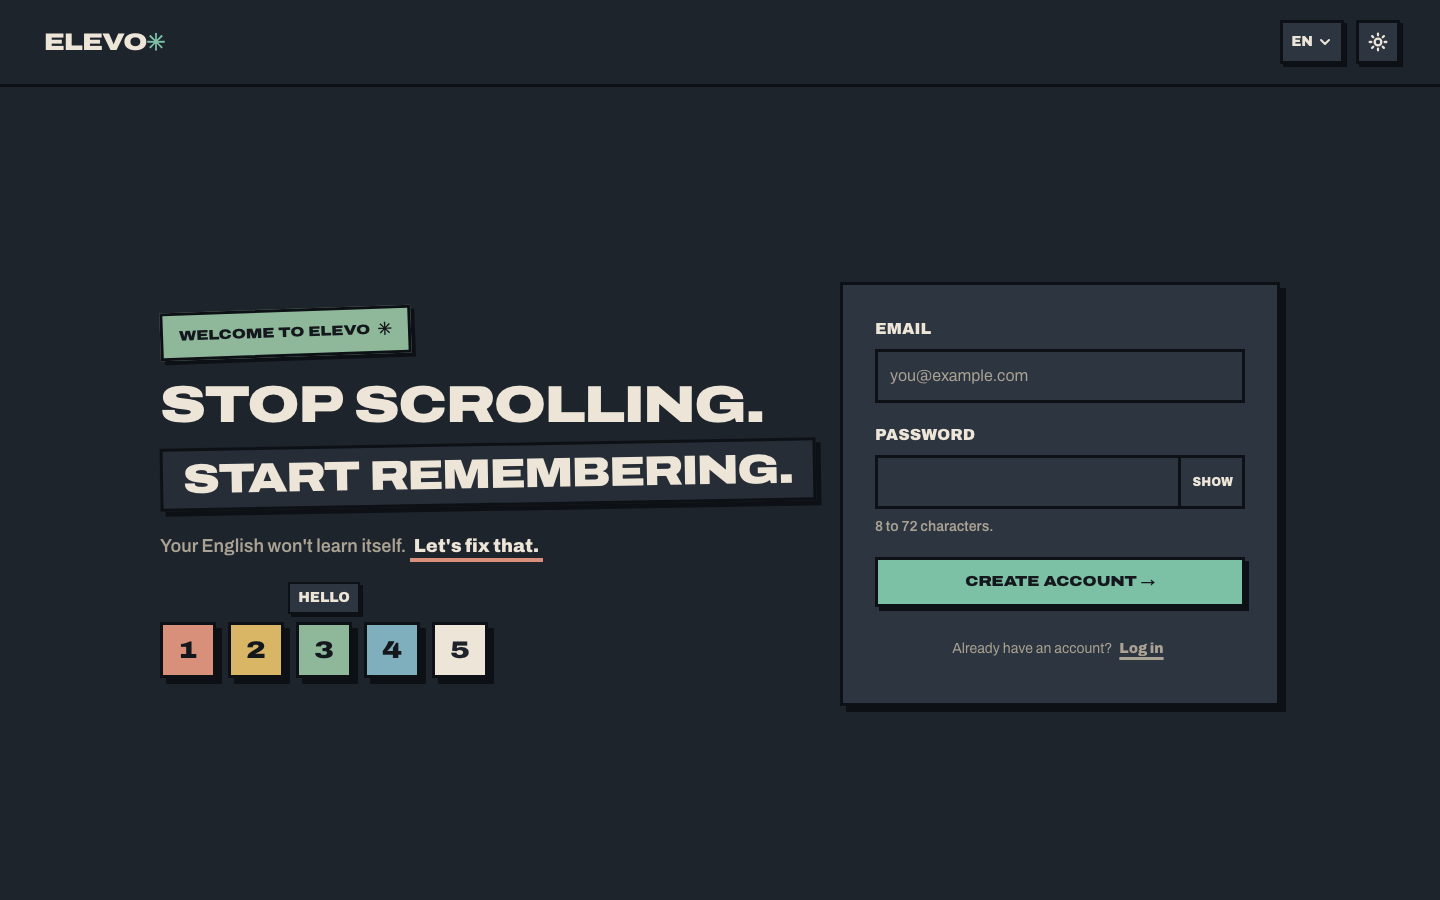 ELEVO✳
EN
WELCOME TO ELEVO ✳
STOP SCROLLING.
START REMEMBERING.
Your English won't learn itself. Let's fix that.
HELLO
1 2 3 4 5
EMAIL
you@example.com
PASSWORD
SHOW
8 to 72 characters.
CREATE ACCOUNT →
Already have an account? Log in